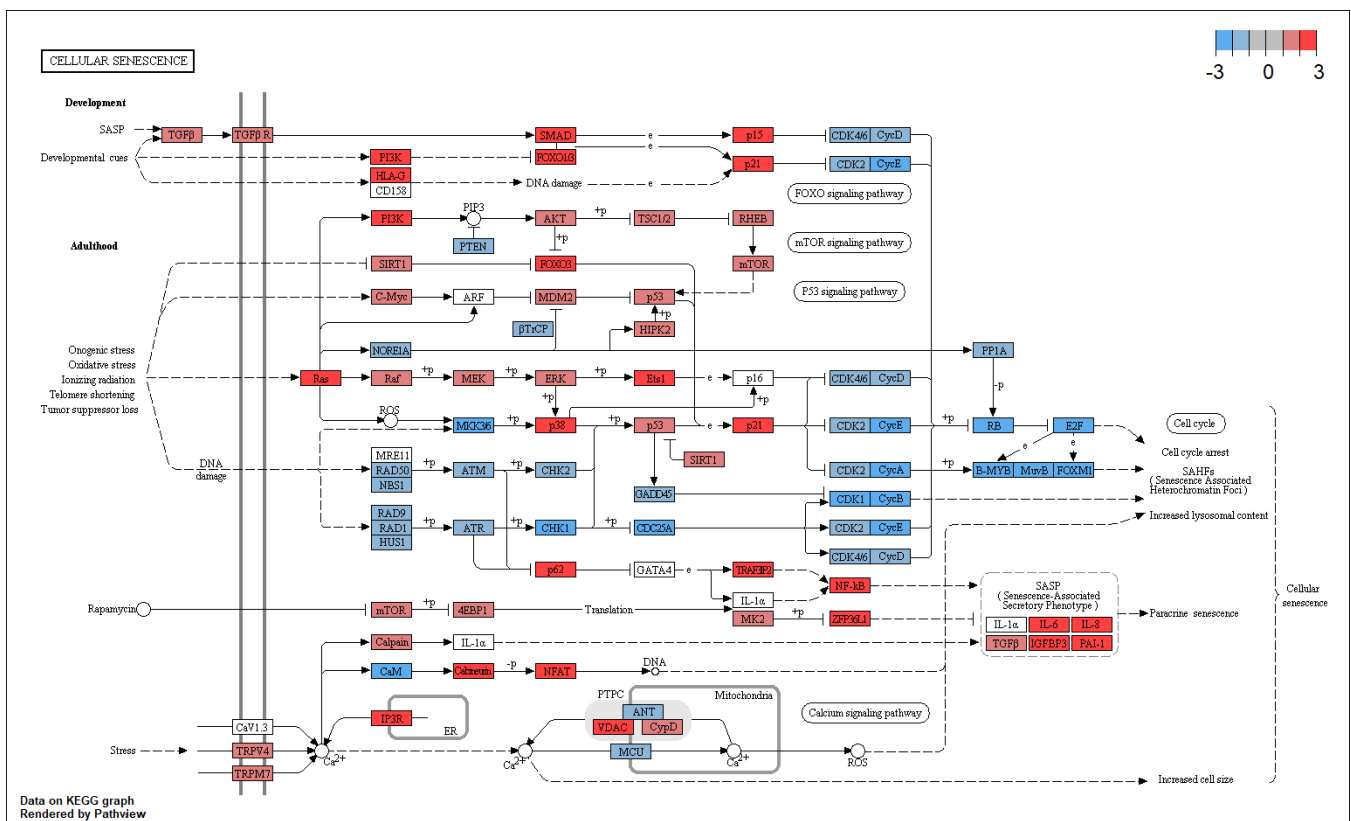 -3 0 3
CELLULAR SENESCENCE
Development
SASP
TGFβ
TGFβ R
SMAD
e
p15
CDK4/6
CycD
Developmental cues
PI3K
FOXO1/3
e
p21
CDK2
CycE
HLA-G
CD158
DNA damage
e
FOXO signaling pathway
PI3K
PIP3
AKT
+p
TSC1/2
RHEB
PTEN
+p
mTOR signaling pathway
Adulthood
SIRT1
FOXO3
mTOR
C-Myc
ARF
MDM2
p53
P53 signaling pathway
+p
βTrCP
HIPK2
Onogenic stress
NORE1A
PP1A
Oxidative stress
Ionizing radiation
Ras
Raf
+p
MEK
+p
ERK
+p
Ets1
e
p16
CDK4/6
CycD
-p
Telomere shortening
Tumor suppressor loss
+p
+p
ROS
MKK3/6
+p
p38
+p
p53
e
p21
CDK2
CycE
+p
RB
E2F
Cell cycle
e
e
Cell cycle arrest
MRE11
SIRT1
DNA
damage
RAD50
NBS1
+p
ATM
+p
CHK2
CDK2
CycA
+p
B-MYB
MuvB
FOXM1
SAHFs
( Senescence Associated
Heterochromatin Foci )
GADD45
CDK1
CycB
RAD9
RAD1
HUS1
+p
ATR
+p
CHK1
+p
CDC25A
CDK2
CycE
Increased lysosomal content
CDK4/6
CycD
p62
GATA4
e
TRAF3IP2
NF-kB
IL-1α
SASP
( Senescence-Associated
Secretory Phenotype )
Cellular
senescence
Rapamycin
mTOR
+p
4EBP1
Translation
MK2
+p
ZFP36L1
IL-1α
IL-6
IL-8
Paracrine senescence
Calpain
IL-1α
TGFβ
IGFBP3
PAI-1
CaM
Calcineurin
-p
NFAT
DNA
PTPC
Mitochondria
ANT
IP3R
ER
VDAC
CypD
Calcium signaling pathway
CaV1.3
Stress
TRPV4
Ca2+
Ca2+
MCU
Ca2+
ROS
TRPM7
Increased cell size
Data on KEGG graph
Rendered by Pathview